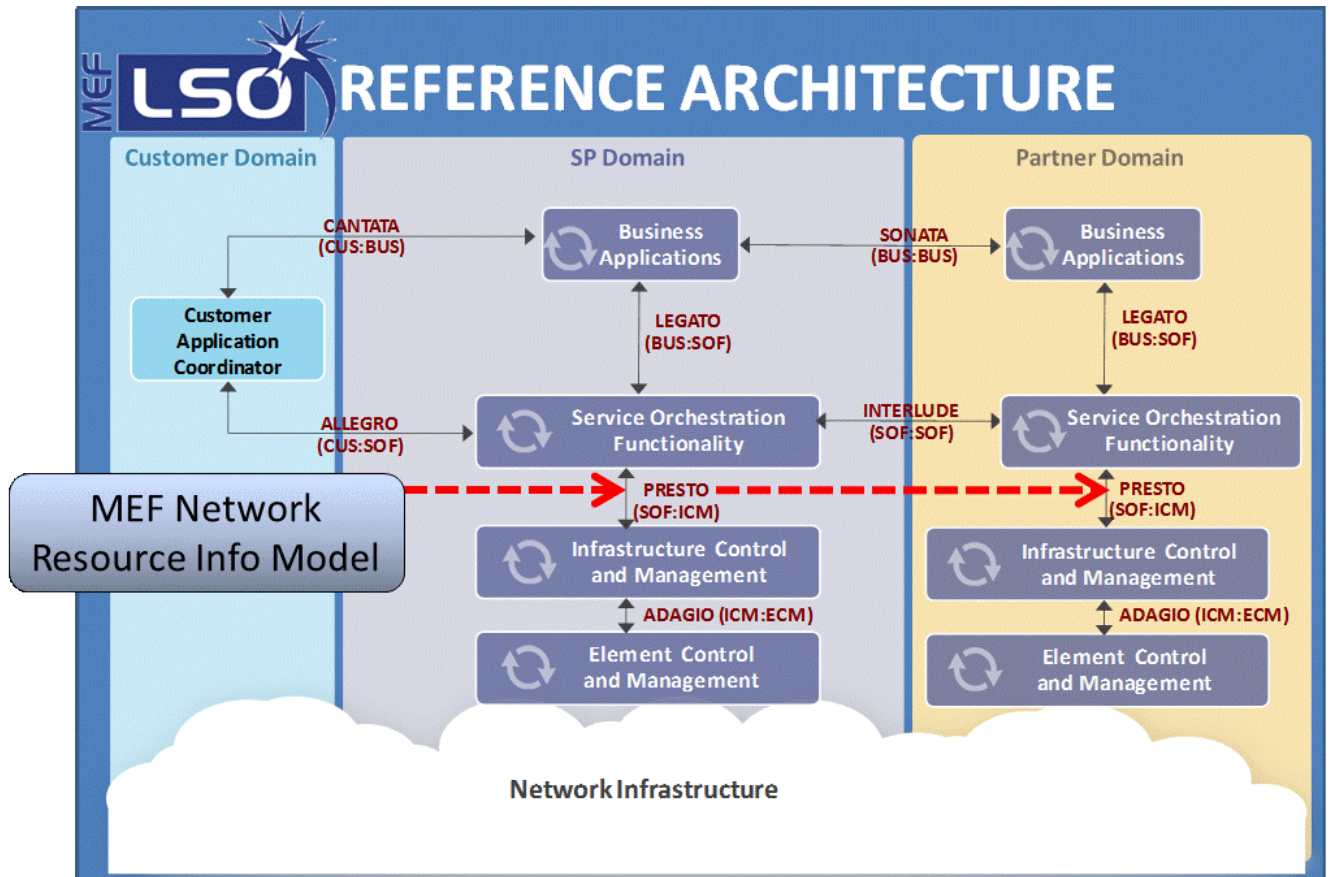 MEF
LSO
REFERENCE ARCHITECTURE
Customer Domain
SP Domain
Partner Domain
CANTATA
(CUS:BUS)
Business
Applications
SONATA
(BUS:BUS)
Business
Applications
Customer
Application
Coordinator
LEGATO
(BUS:SOF)
LEGATO
(BUS:SOF)
ALLEGRO
(CUS:SOF)
Service Orchestration
Functionality
INTERLUDE
(SOF:SOF)
Service Orchestration
Functionality
MEF Network
Resource Info Model
PRESTO
(SOF:ICM)
PRESTO
(SOF:ICM)
Infrastructure Control
and Management
Infrastructure Control
and Management
ADAGIO (ICM:ECM)
ADAGIO (ICM:ECM)
Element Control
and Management
Element Control
and Management
Network Infrastructure